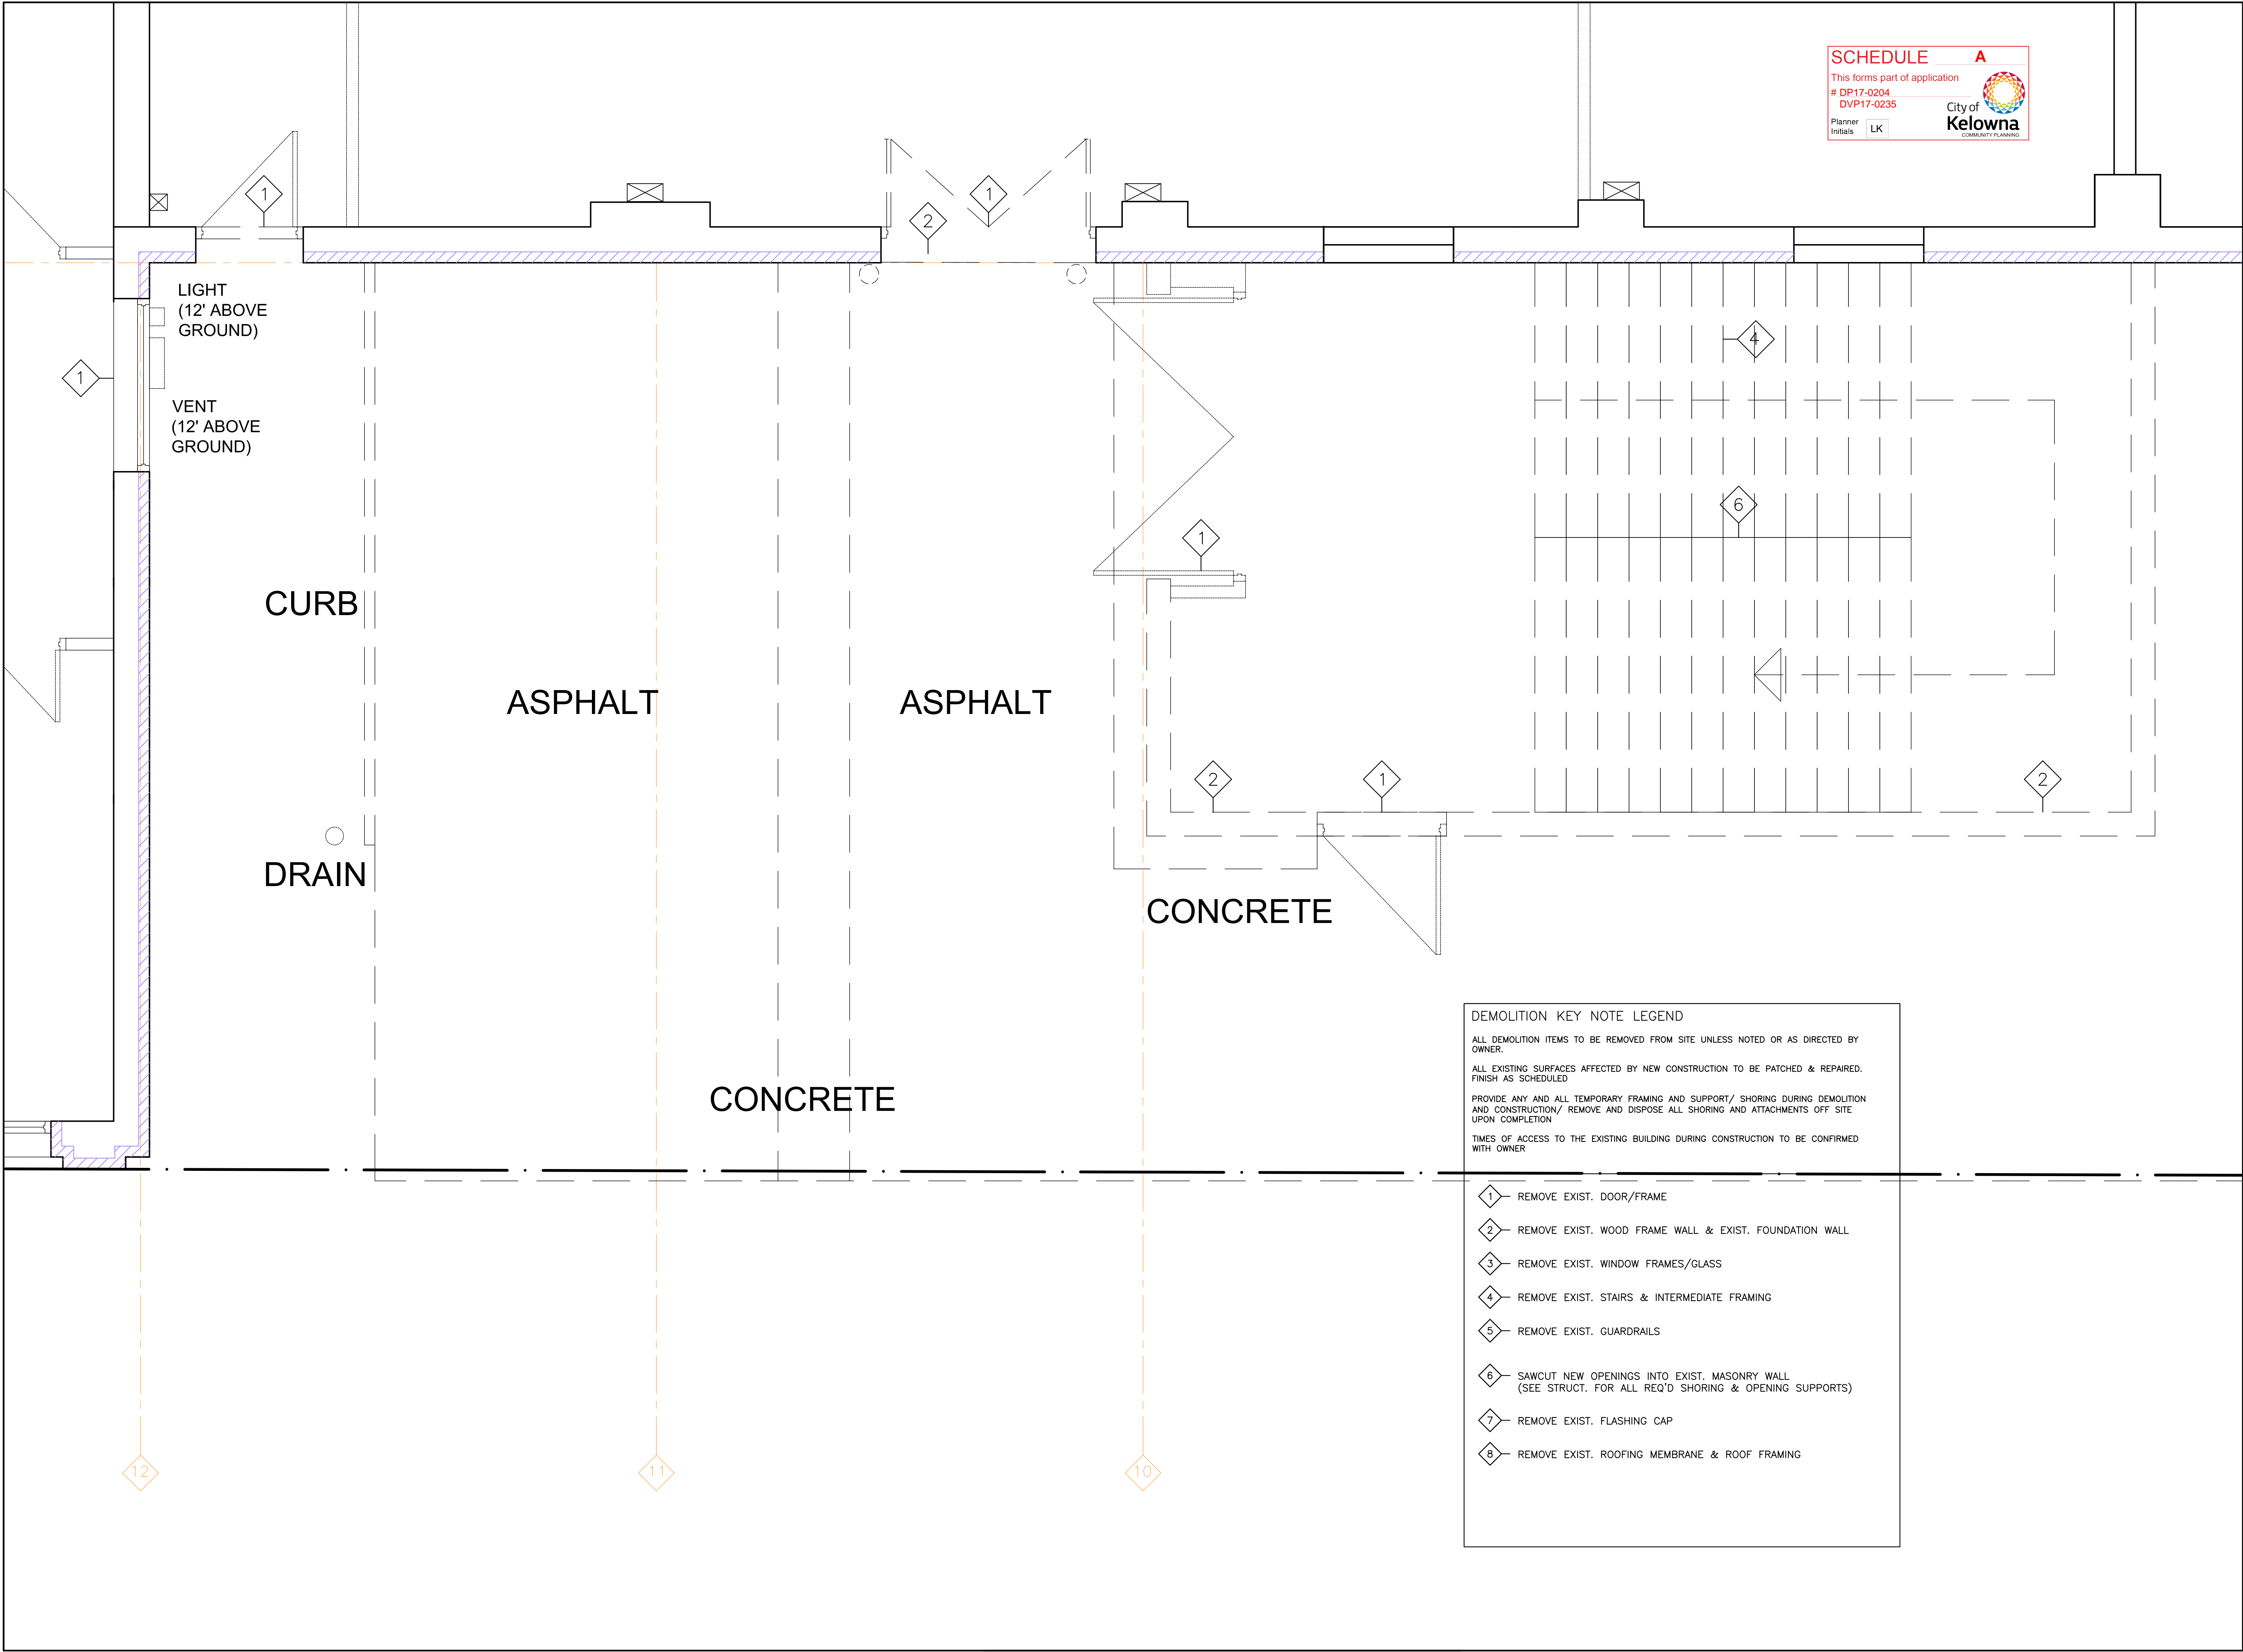 SCHEDULE A
This forms part of application
# DP17-0204
DVP17-0235
City of
Kelowna
COMMUNITY PLANNING
Planner
Initials
LK
1
1
2
LIGHT
(12' ABOVE
GROUND)
4
1
VENT
(12' ABOVE
GROUND)
6
1
CURB
ASPHALT
ASPHALT
2
1
2
DRAIN
CONCRETE
CONCRETE
DEMOLITION KEY NOTE LEGEND
ALL DEMOLITION ITEMS TO BE REMOVED FROM SITE UNLESS NOTED OR AS DIRECTED BY
OWNER.
ALL EXISTING SURFACES AFFECTED BY NEW CONSTRUCTION TO BE PATCHED & REPAIRED.
FINISH AS SCHEDULED
PROVIDE ANY AND ALL TEMPORARY FRAMING AND SUPPORT/ SHORING DURING DEMOLITION
AND CONSTRUCTION/ REMOVE AND DISPOSE ALL SHORING AND ATTACHMENTS OFF SITE
UPON COMPLETION
TIMES OF ACCESS TO THE EXISTING BUILDING DURING CONSTRUCTION TO BE CONFIRMED
WITH OWNER
1 REMOVE EXIST. DOOR/FRAME
2 REMOVE EXIST. WOOD FRAME WALL & EXIST. FOUNDATION WALL
3 REMOVE EXIST. WINDOW FRAMES/GLASS
4 REMOVE EXIST. STAIRS & INTERMEDIATE FRAMING
5 REMOVE EXIST. GUARDRAILS
6 SAWCUT NEW OPENINGS INTO EXIST. MASONRY WALL
(SEE STRUCT. FOR ALL REQ'D SHORING & OPENING SUPPORTS)
7 REMOVE EXIST. FLASHING CAP
8 REMOVE EXIST. ROOFING MEMBRANE & ROOF FRAMING
12
11
10